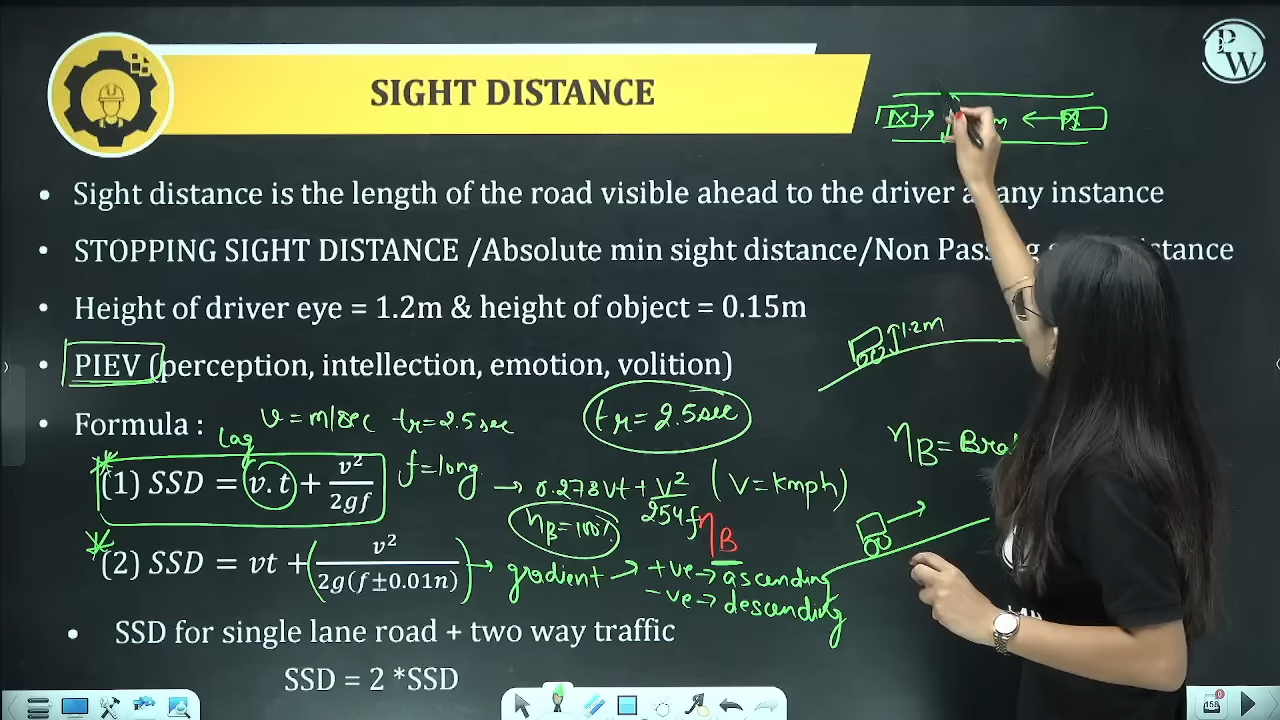 SIGHT DISTANCE
PW
m
• Sight distance is the length of the road visible ahead to the driver any instance
• STOPPING SIGHT DISTANCE /Absolute min sight distance/Non Passing
• Height of driver eye = 1.2m & height of object = 0.15m
1.2m
• PIEV (perception, intellection, emotion, volition)
• Formula :
v = m/sec tr = 2.5 sec
tr = 2.5 sec
lag
(1) SSD = v.t + v²/2gf
f = long
→ 0.278vt + V²/254f (V = kmph)
ηB = 100%
ηB
ηB =
(2) SSD = vt + (v²/2g(f±0.01n)) → gradient → +ve → ascending
-ve → descending
• SSD for single lane road + two way traffic
SSD = 2 *SSD
158